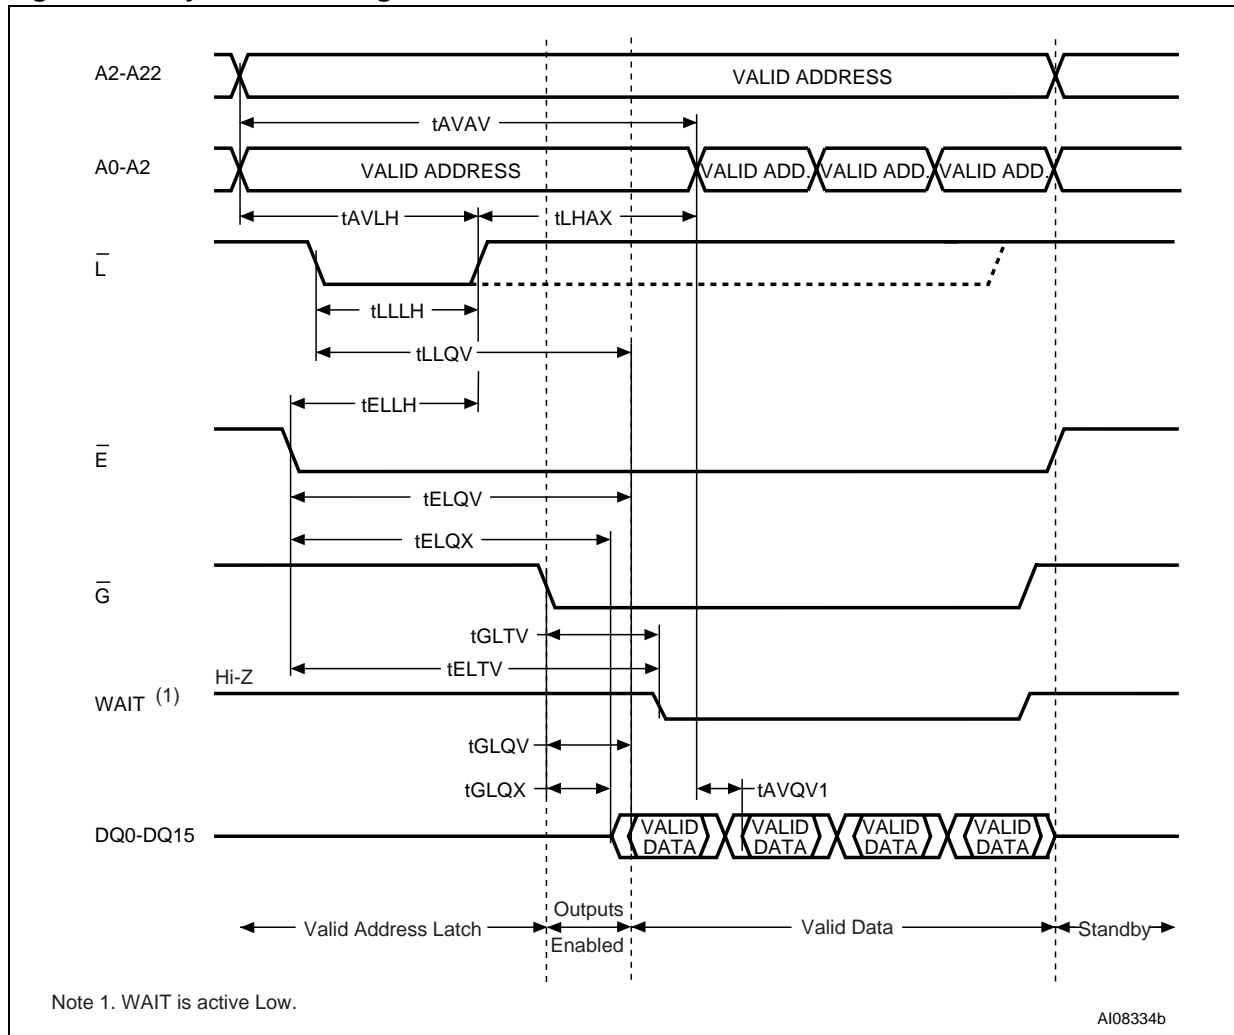 A2-A22
VALID ADDRESS
tAVAV
A0-A2
VALID ADDRESS
VALID ADD.
VALID ADD.
VALID ADD.
tAVLH
tLHAX
L
tLLLH
tLLQV
tELLH
E
tELQV
tELQX
G
tGLTV
tELTV
Hi-Z
WAIT (1)
tGLQV
tGLQX
tAVQV1
DQ0-DQ15
VALID
DATA
VALID
DATA
VALID
DATA
VALID
DATA
Valid Address Latch
Outputs
Enabled
Valid Data
Standby
Note 1. WAIT is active Low.
AI08334b